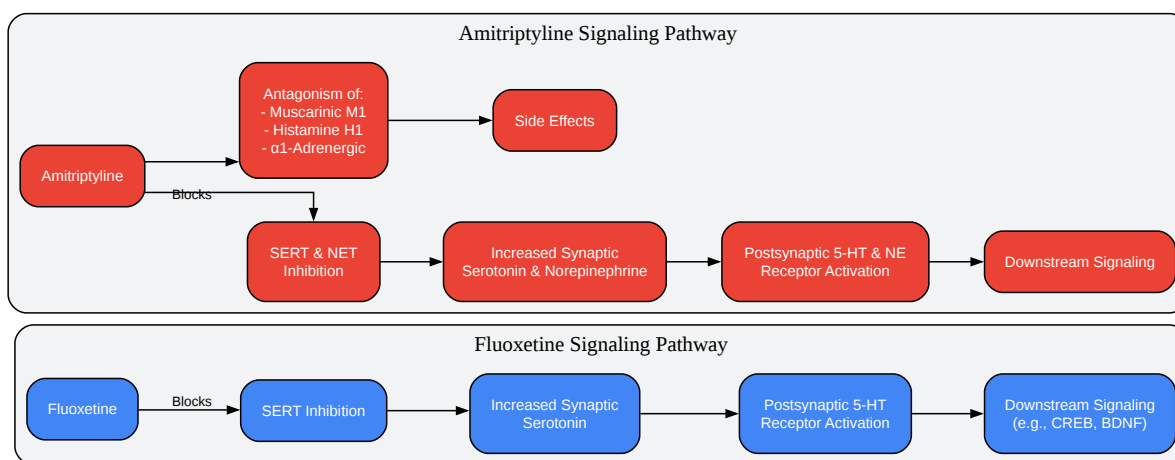 Amitriptyline Signaling Pathway
Antagonism of:
- Muscarinic M1
- Histamine H1
- α1-Adrenergic
Side Effects
Amitriptyline
Blocks
SERT & NET
Inhibition
Increased Synaptic
Serotonin & Norepinephrine
Postsynaptic 5-HT & NE
Receptor Activation
Downstream Signaling
Fluoxetine Signaling Pathway
Fluoxetine
Blocks
SERT Inhibition
Increased Synaptic
Serotonin
Postsynaptic 5-HT
Receptor Activation
Downstream Signaling
(e.g., CREB, BDNF)